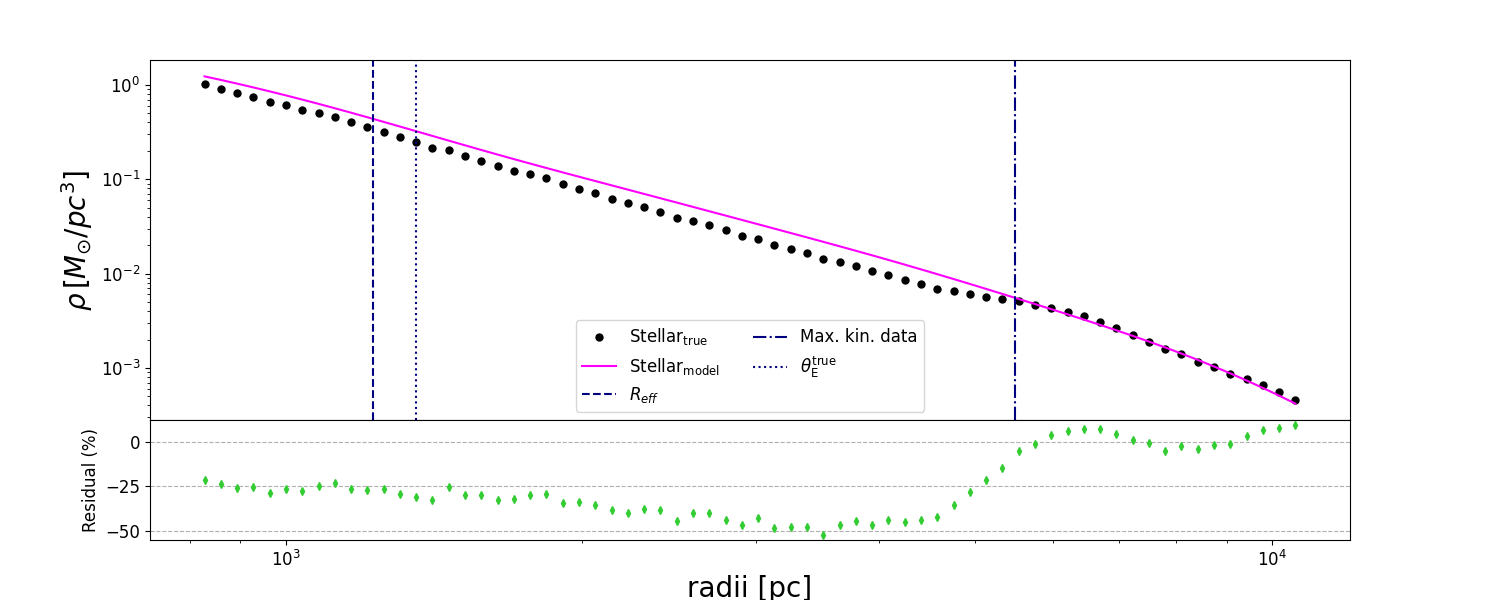 10⁰
10⁻¹
10⁻²
10⁻³
ρ [M⊙/pc³]
Stellar_true
Stellar_model
R_eff
Max. kin. data
θ_E^true
0
−25
−50
Residual (%)
10³
10⁴
radii [pc]